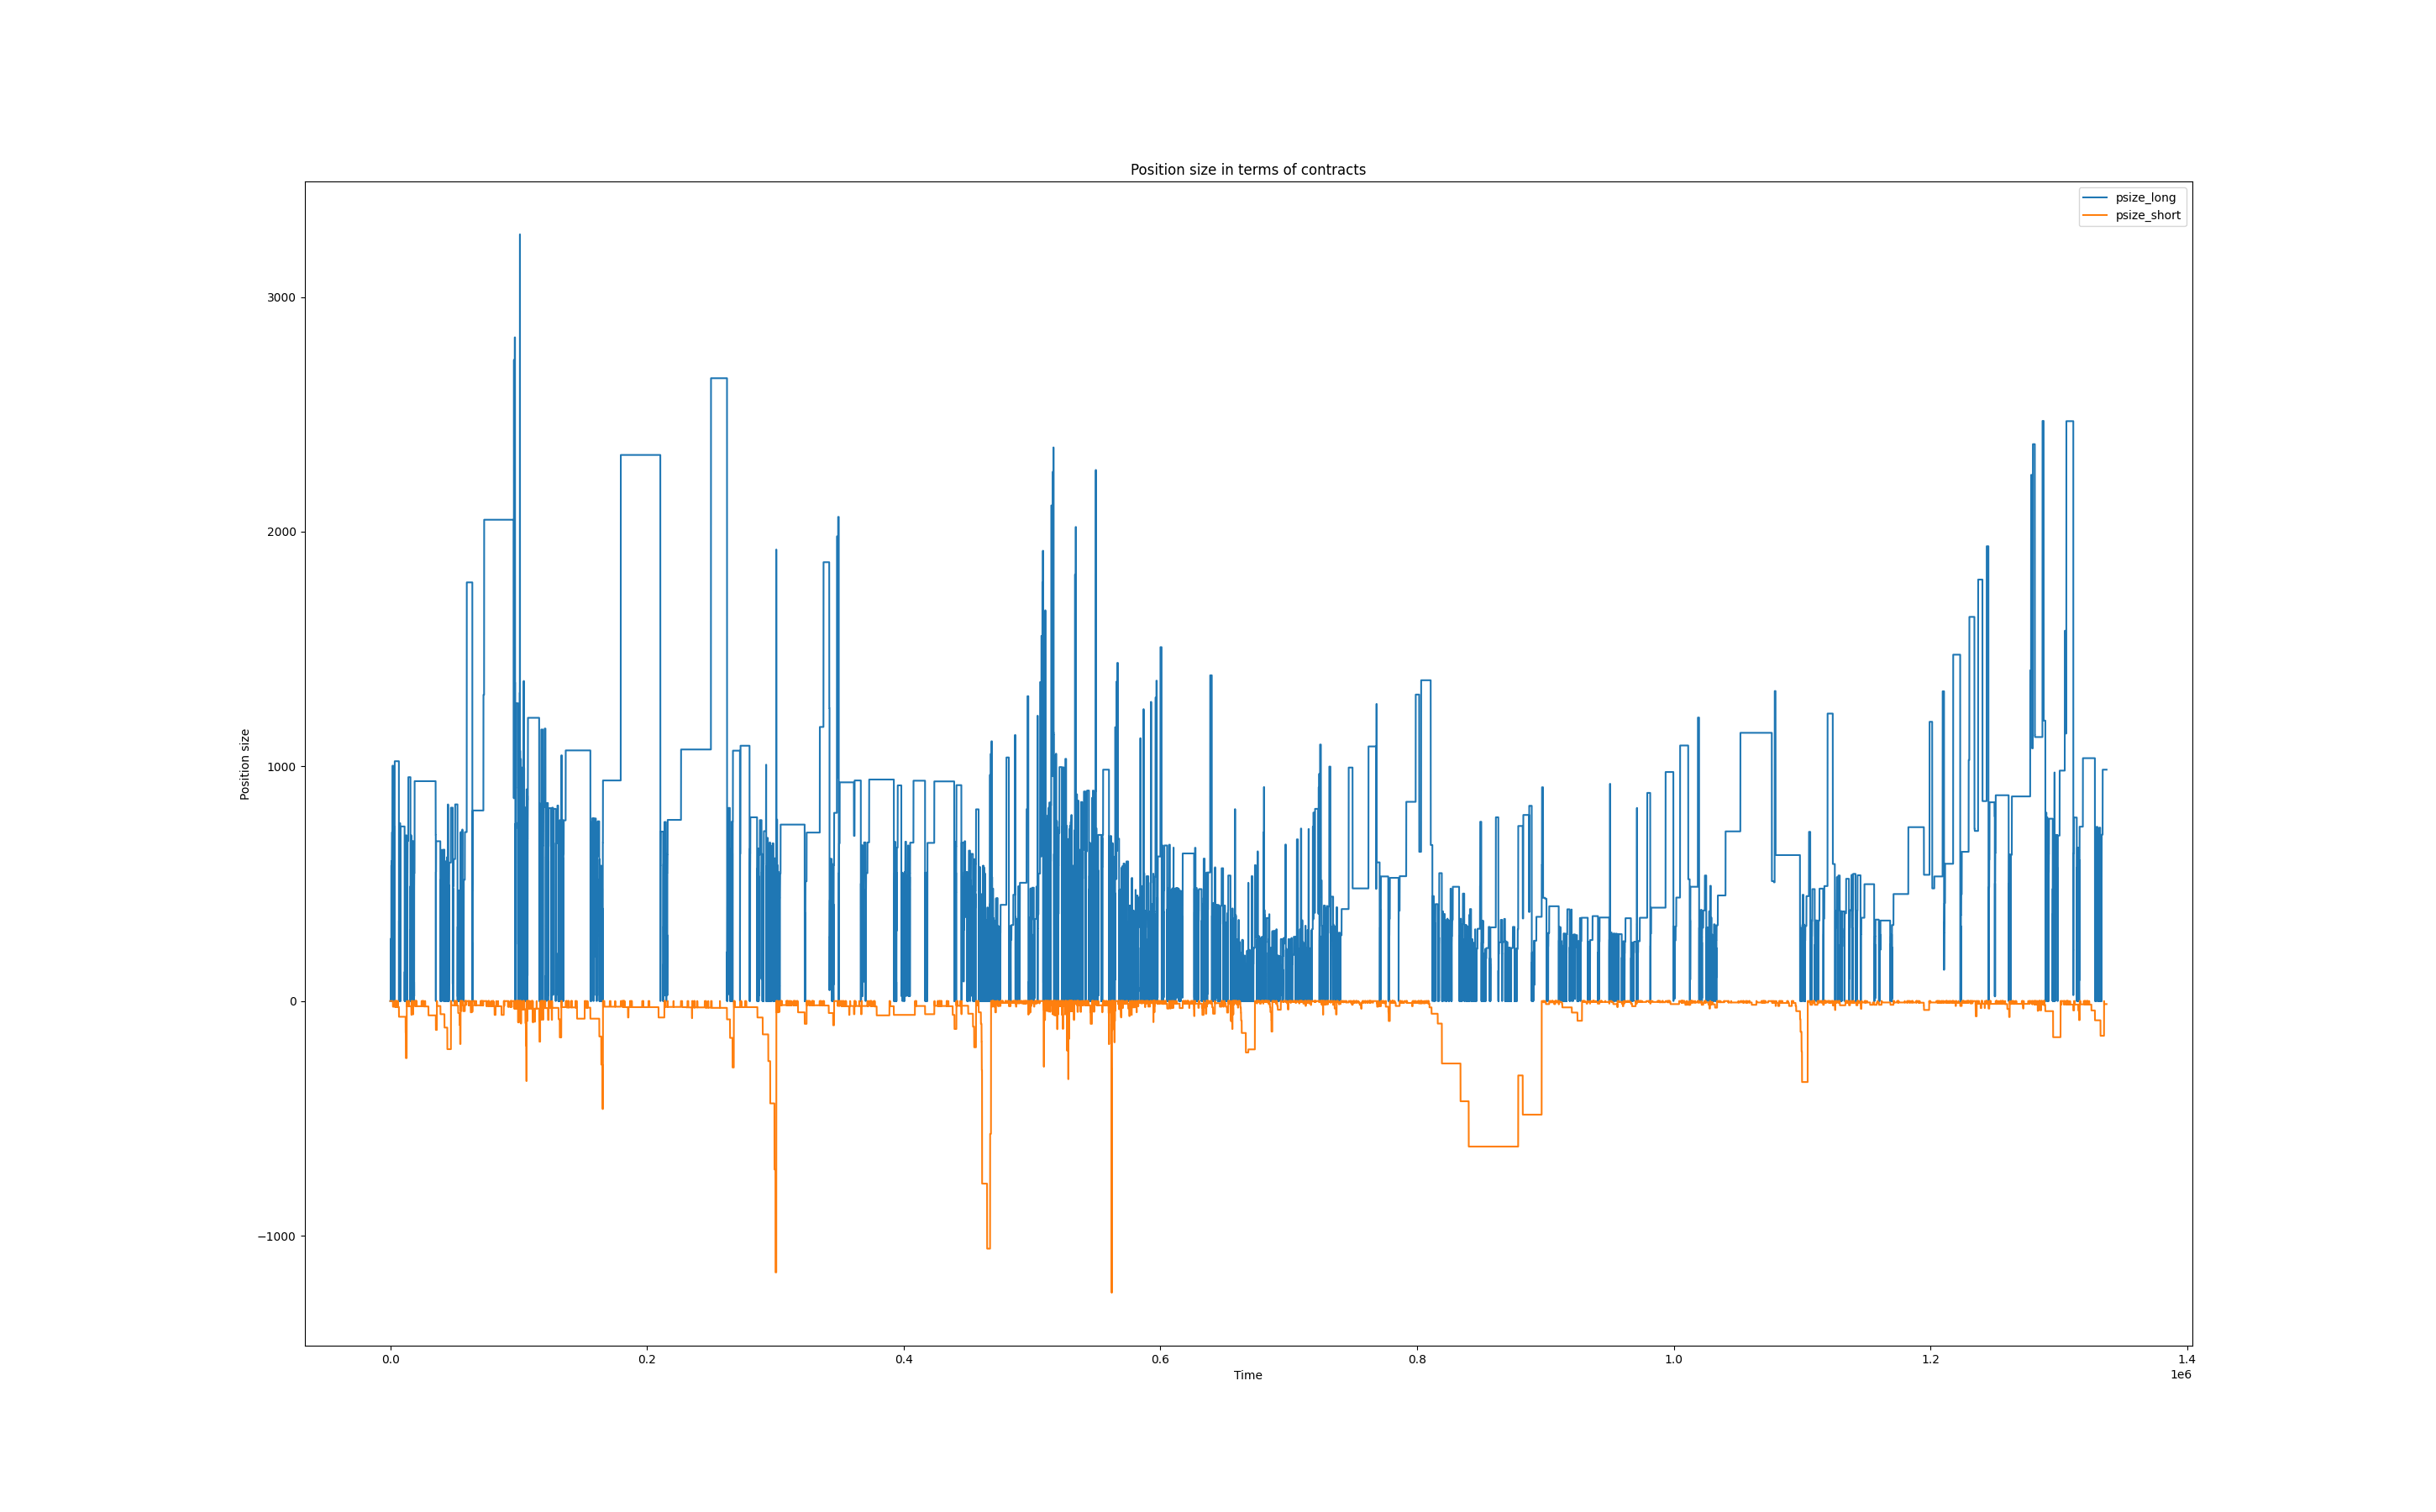 Position size in terms of contracts
psize_long
psize_short
Position size
3000
2000
1000
0
−1000
0.0 0.2 0.4 0.6 0.8 1.0 1.2 1.4
Time
1e6